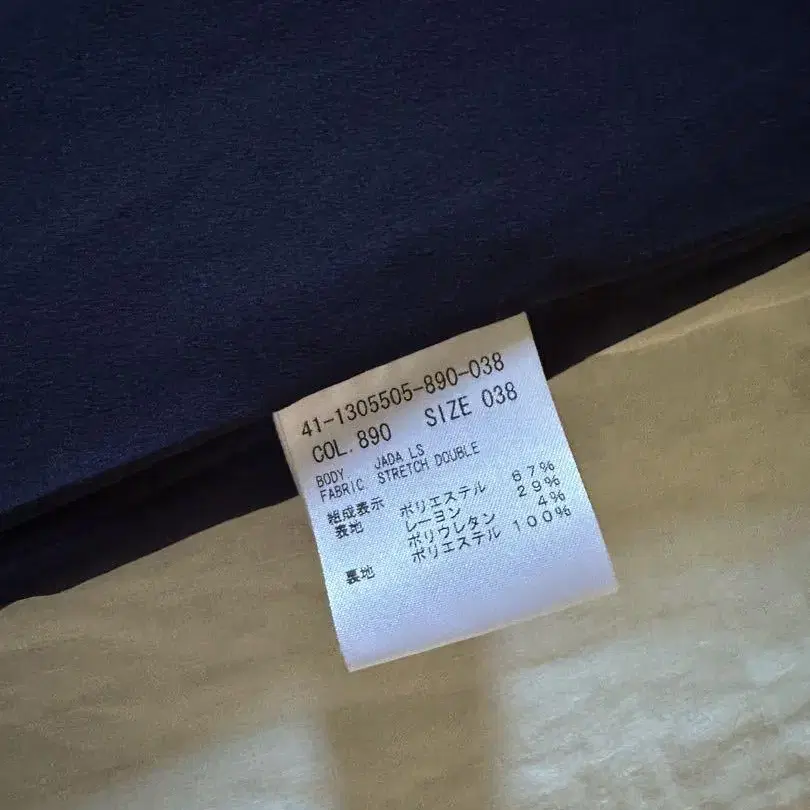 41-1305505-890-038
COL.890 SIZE 038
BODY JADA LS
FABRIC STRETCH DOUBLE
組成表示
表地 ポリエステル 67%
レーヨン 29%
ポリウレタン 4%
裏地 ポリエステル 100%